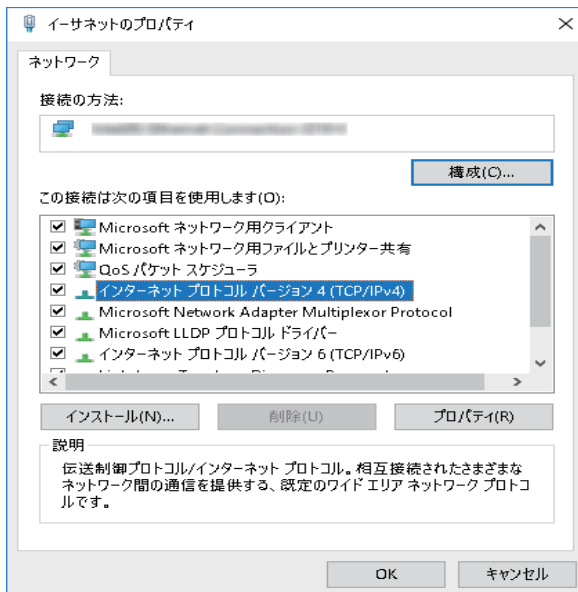 イーサネットのプロパティ
ネットワーク
接続の方法:
構成(C)...
この接続は次の項目を使用します(O):
Microsoft ネットワーク用クライアント
Microsoft ネットワーク用ファイルとプリンター共有
QoS パケット スケジューラ
インターネット プロトコル バージョン 4 (TCP/IPv4)
Microsoft Network Adapter Multiplexor Protocol
Microsoft LLDP プロトコル ドライバー
インターネット プロトコル バージョン 6 (TCP/IPv6)
インストール(N)...
削除(U)
プロパティ(R)
説明
伝送制御プロトコル/インターネット プロトコル。相互接続されたさまざまな
ネットワーク間の通信を提供する、既定のワイド エリア ネットワーク プロトコ
ルです。
OK
キャンセル